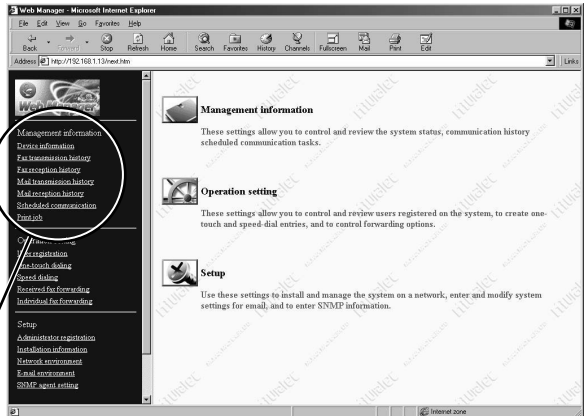 Web Manager - Microsoft Internet Explorer
File Edit View Go Favorites Help
Back Forward Stop Refresh Home Search Favorites History Channels Fullscreen Mail Print Edit
Address http://192.168.1.13/next.htm Links
Web Manager
Management information
Device information
Fax transmission history
Fax reception history
Mail transmission history
Mail reception history
Scheduled communication
Print job
Operation setting
User registration
One-touch dialing
Speed dialing
Received fax forwarding
Individual fax forwarding
Setup
Administrator registration
Installation information
Network environment
E-mail environment
SNMP agent setting
Management information
These settings allow you to control and review the system status, communication history
scheduled communication tasks.
Operation setting
These settings allow you to control and review users registered on the system, to create one-
touch and speed-dial entries, and to control forwarding options.
Setup
Use these settings to install and manage the system on a network, enter and modify system
settings for email, and to enter SNMP information.
Internet zone